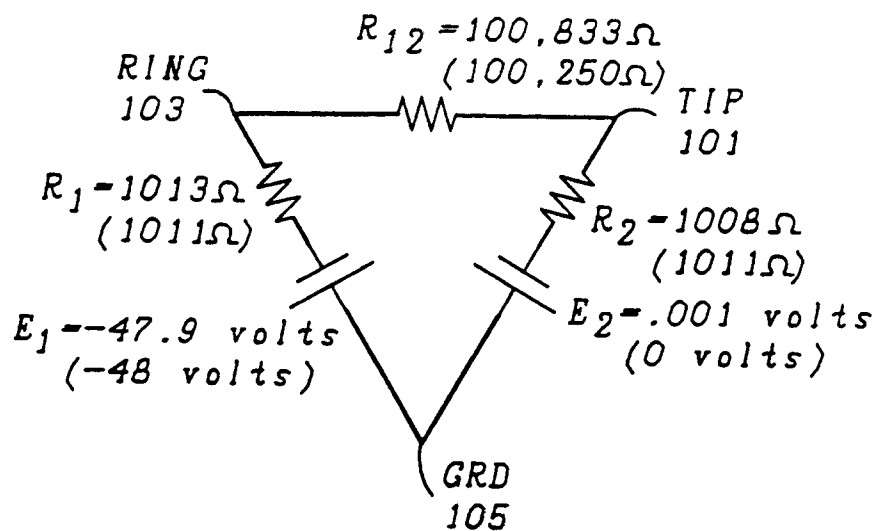 R12=100,833Ω
(100,250Ω)
RING
103
TIP
101
R1=1013Ω
(1011Ω)
R2=1008Ω
(1011Ω)
E1=-47.9 volts
(-48 volts)
E2=.001 volts
(0 volts)
GRD
105